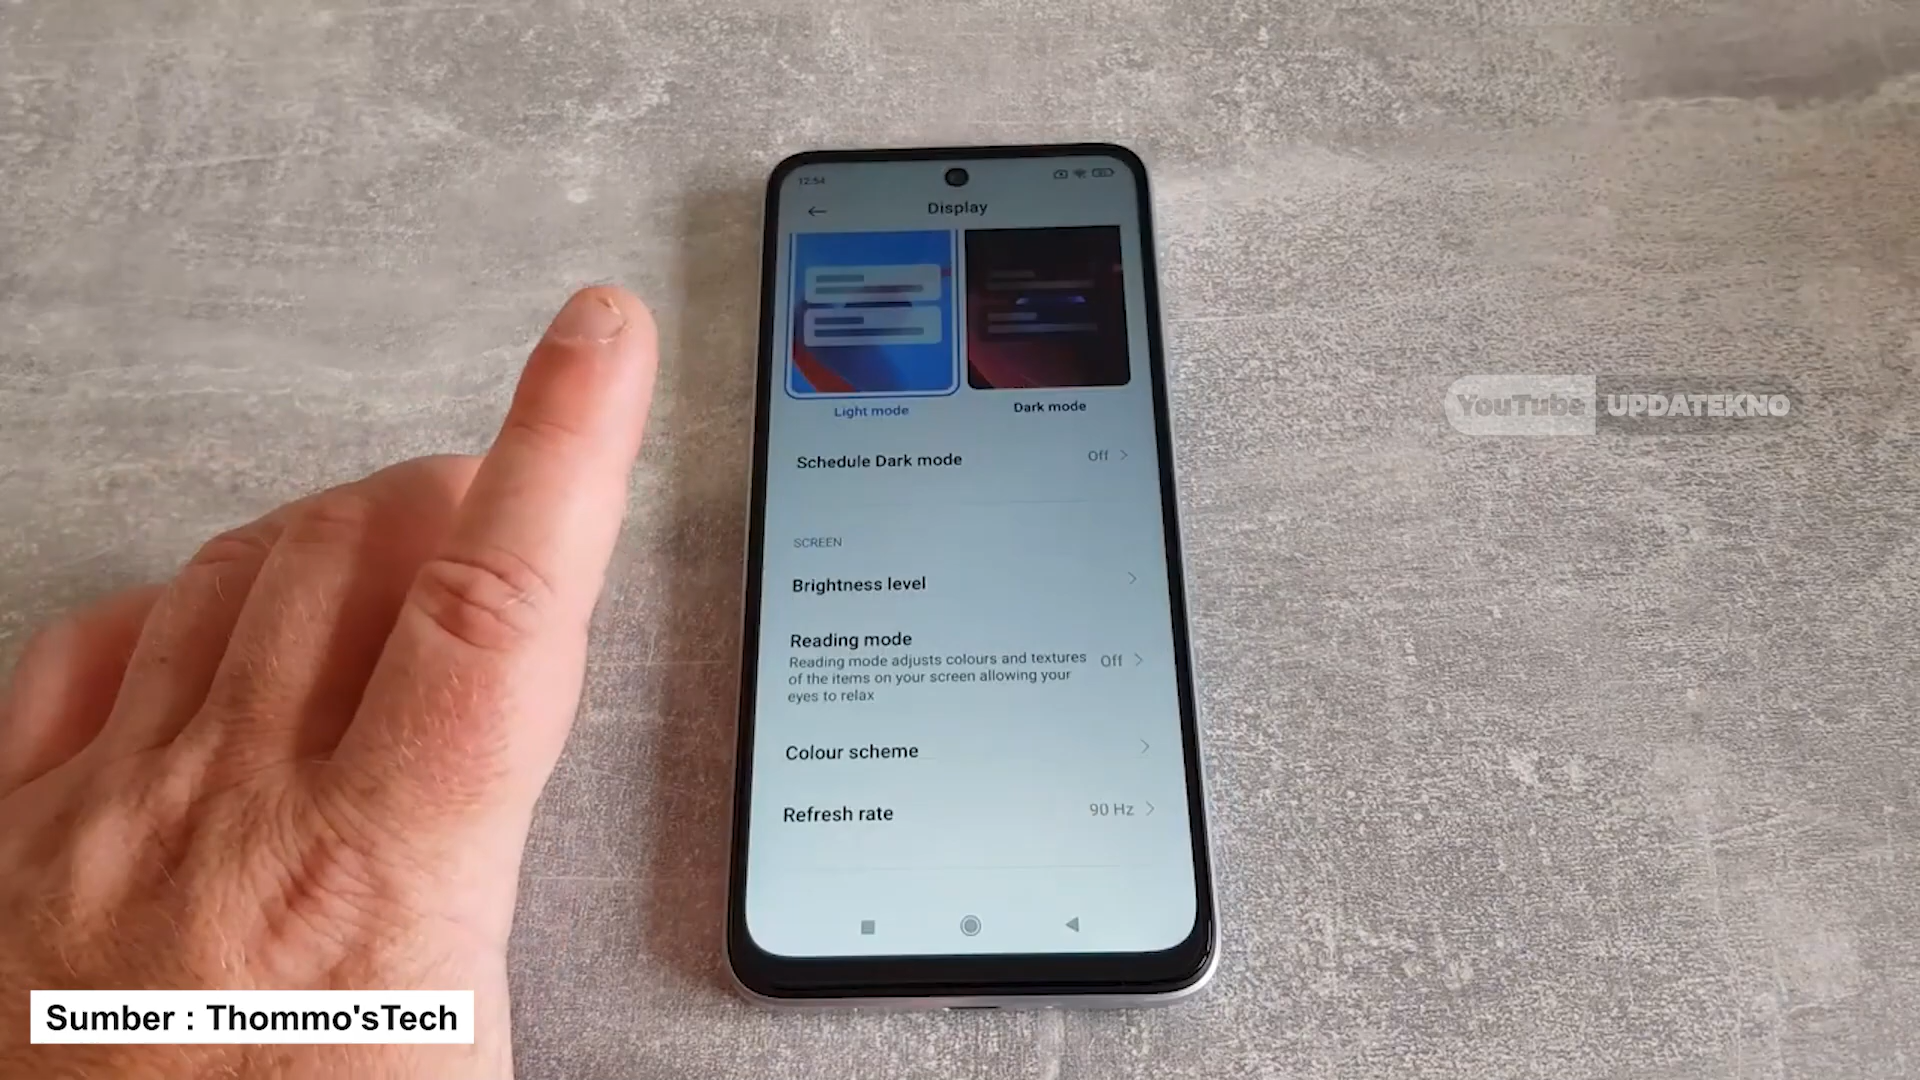 12:54
Display
Light mode
Dark mode
Schedule Dark mode
Off
SCREEN
Brightness level
Reading mode
Reading mode adjusts colours and textures
of the items on your screen allowing your
eyes to relax
Off
Colour scheme
Refresh rate
90 Hz
YouTube UPDATEKNO
Sumber : Thommo'sTech